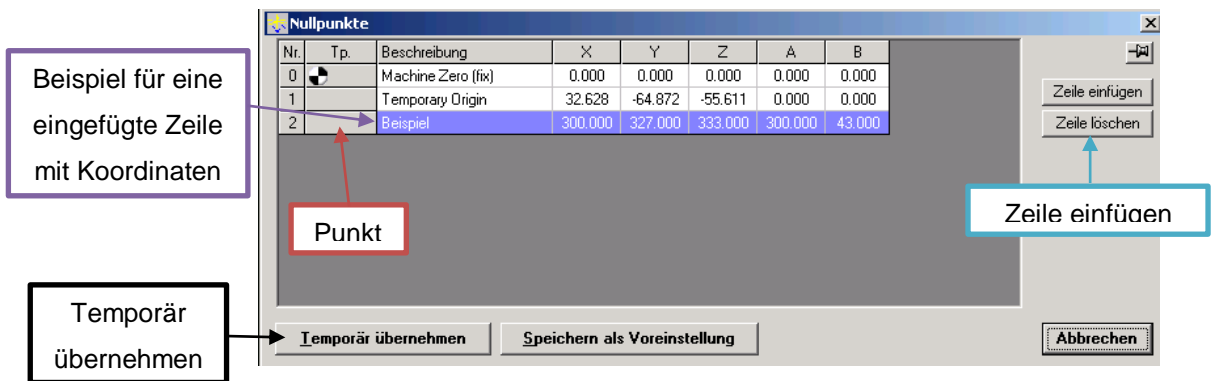 Nullpunkte
Nr. Tp. Beschreibung X Y Z A B
0 Machine Zero (fix) 0.000 0.000 0.000 0.000 0.000
1 Temporary Origin 32.628 -64.872 -55.611 0.000 0.000
2 Beispiel 300.000 327.000 333.000 300.000 43.000
Zeile einfügen
Zeile löschen
Beispiel für eine
eingefügte Zeile
mit Koordinaten
Punkt
Zeile einfügen
Temporär
übernehmen
Temporär übernehmen
Speichern als Voreinstellung
Abbrechen